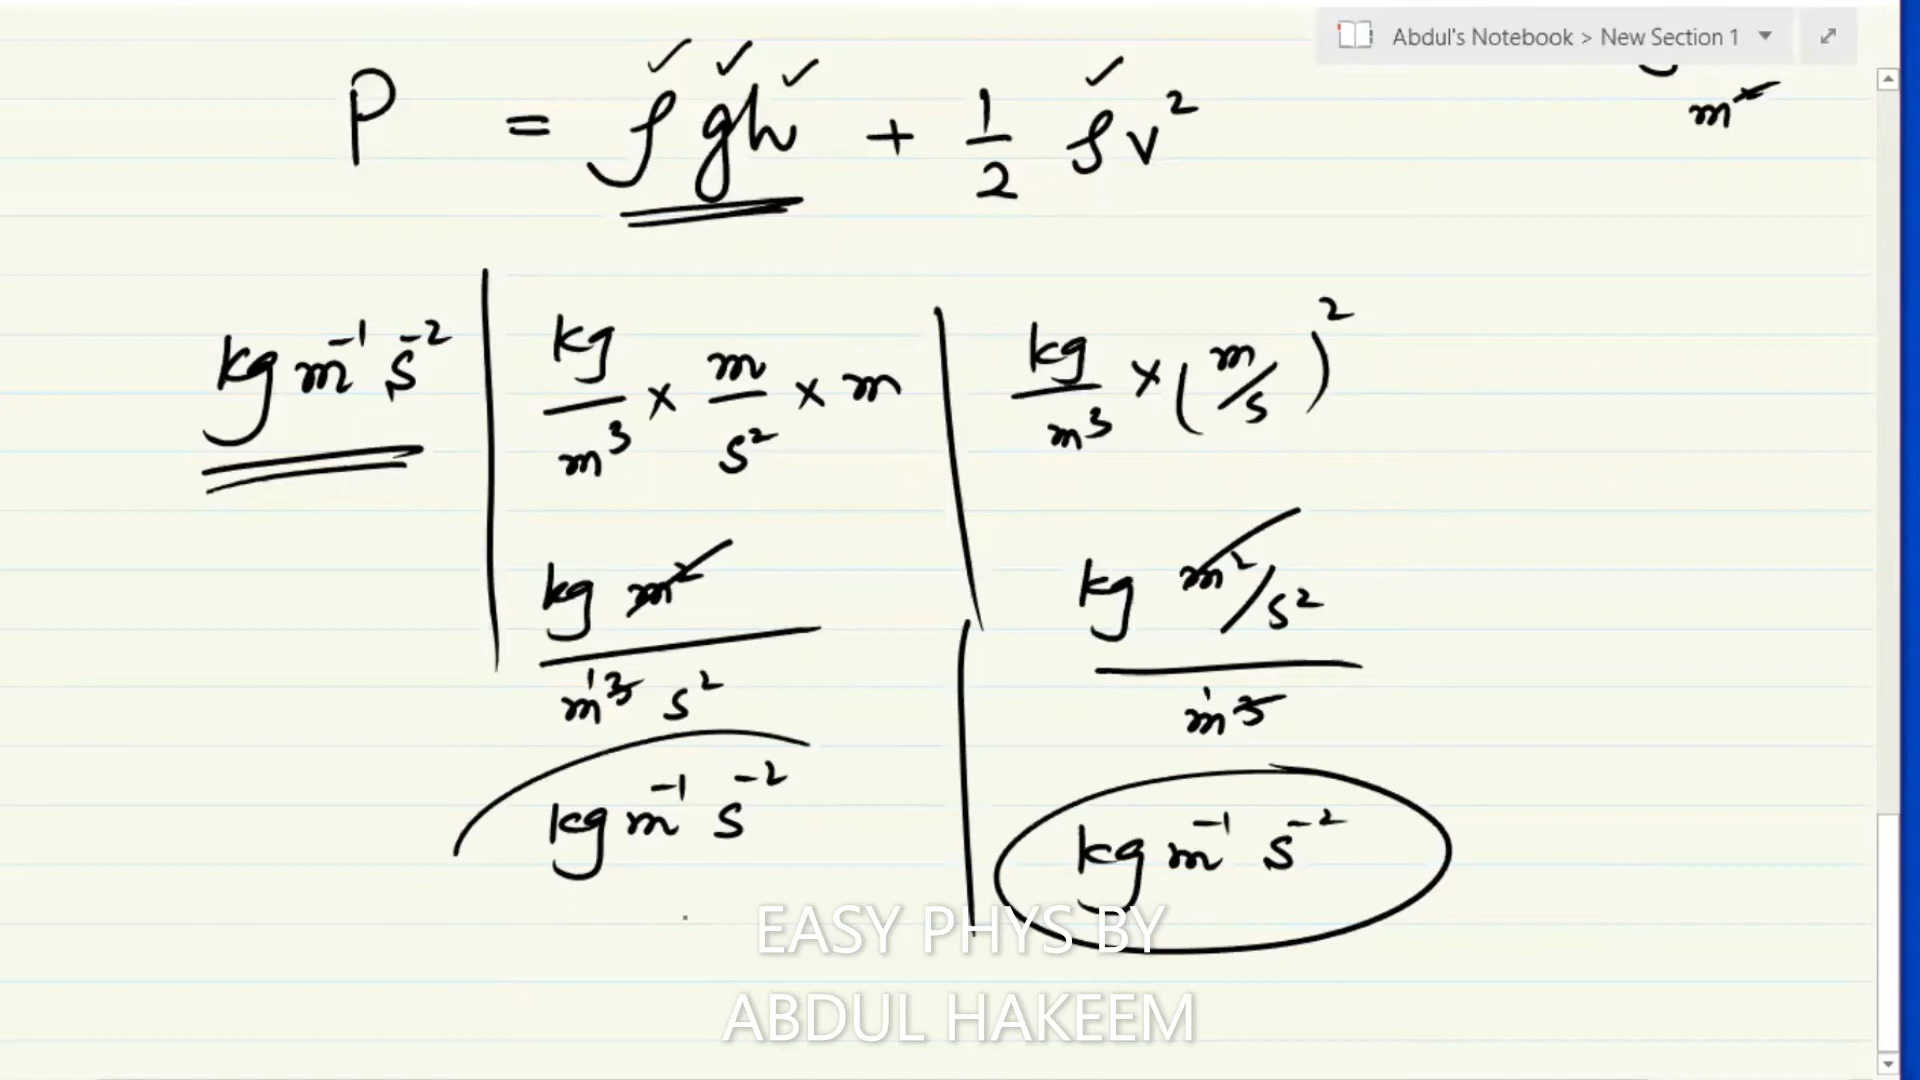 Abdul's Notebook > New Section 1
m²
P = ρgh + 1/2 ρv²
kg m⁻¹ s⁻² | kg/m³ × m/s² × m | kg/m³ × (m/s)²
kg m²/m³ s² | kg m²/s² / m³
kg m⁻¹ s⁻² | kg m⁻¹ s⁻²
EASY PHYS BY
ABDUL HAKEEM